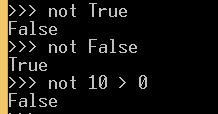 >>> not True
False
>>> not False
True
>>> not 10 > 0
False